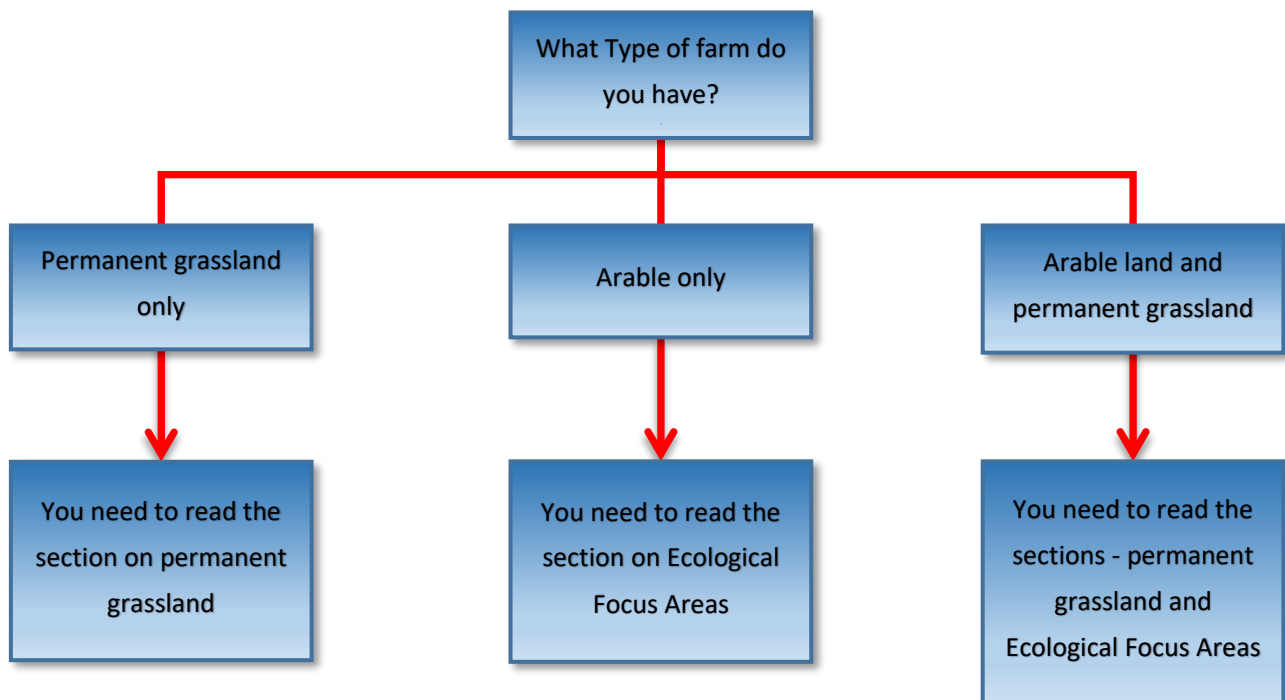 What Type of farm do
you have?
Permanent grassland
only
Arable only
Arable land and
permanent grassland
You need to read the
section on permanent
grassland
You need to read the
section on Ecological
Focus Areas
You need to read the
sections - permanent
grassland and
Ecological Focus Areas